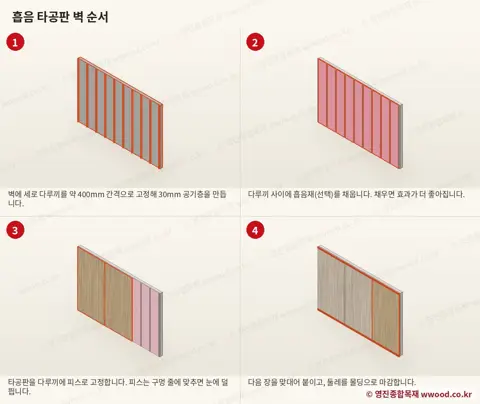 흡음 타공판 벽 순서
1
2
벽에 세로 다루끼를 약 400mm 간격으로 고정해 30mm 공기층을 만듭
니다.
다루끼 사이에 흡음재(선택)를 채웁니다. 채우면 효과가 더 좋아집니다.
3
4
타공판을 다루끼에 피스로 고정합니다. 피스는 구멍 줄에 맞추면 눈에 덜
띕니다.
다음 장을 맞대어 붙이고, 둘레를 몰딩으로 마감합니다.
© 영진종합목재 wwood.co.kr